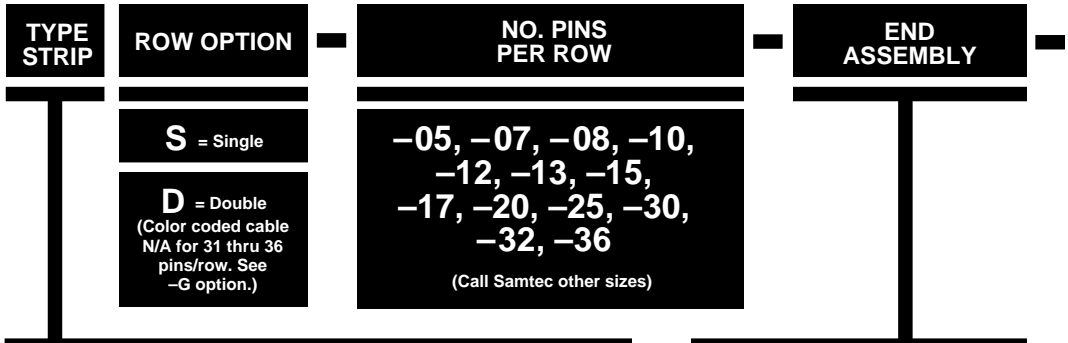 TYPE
STRIP
ROW OPTION
NO. PINS
PER ROW
END
ASSEMBLY
S = Single
D = Double
(Color coded cable
N/A for 31 thru 36
pins/row. See
–G option.)
–05, –07, –08, –10,
–12, –13, –15,
–17, –20, –25, –30,
–32, –36
(Call Samtec other sizes)